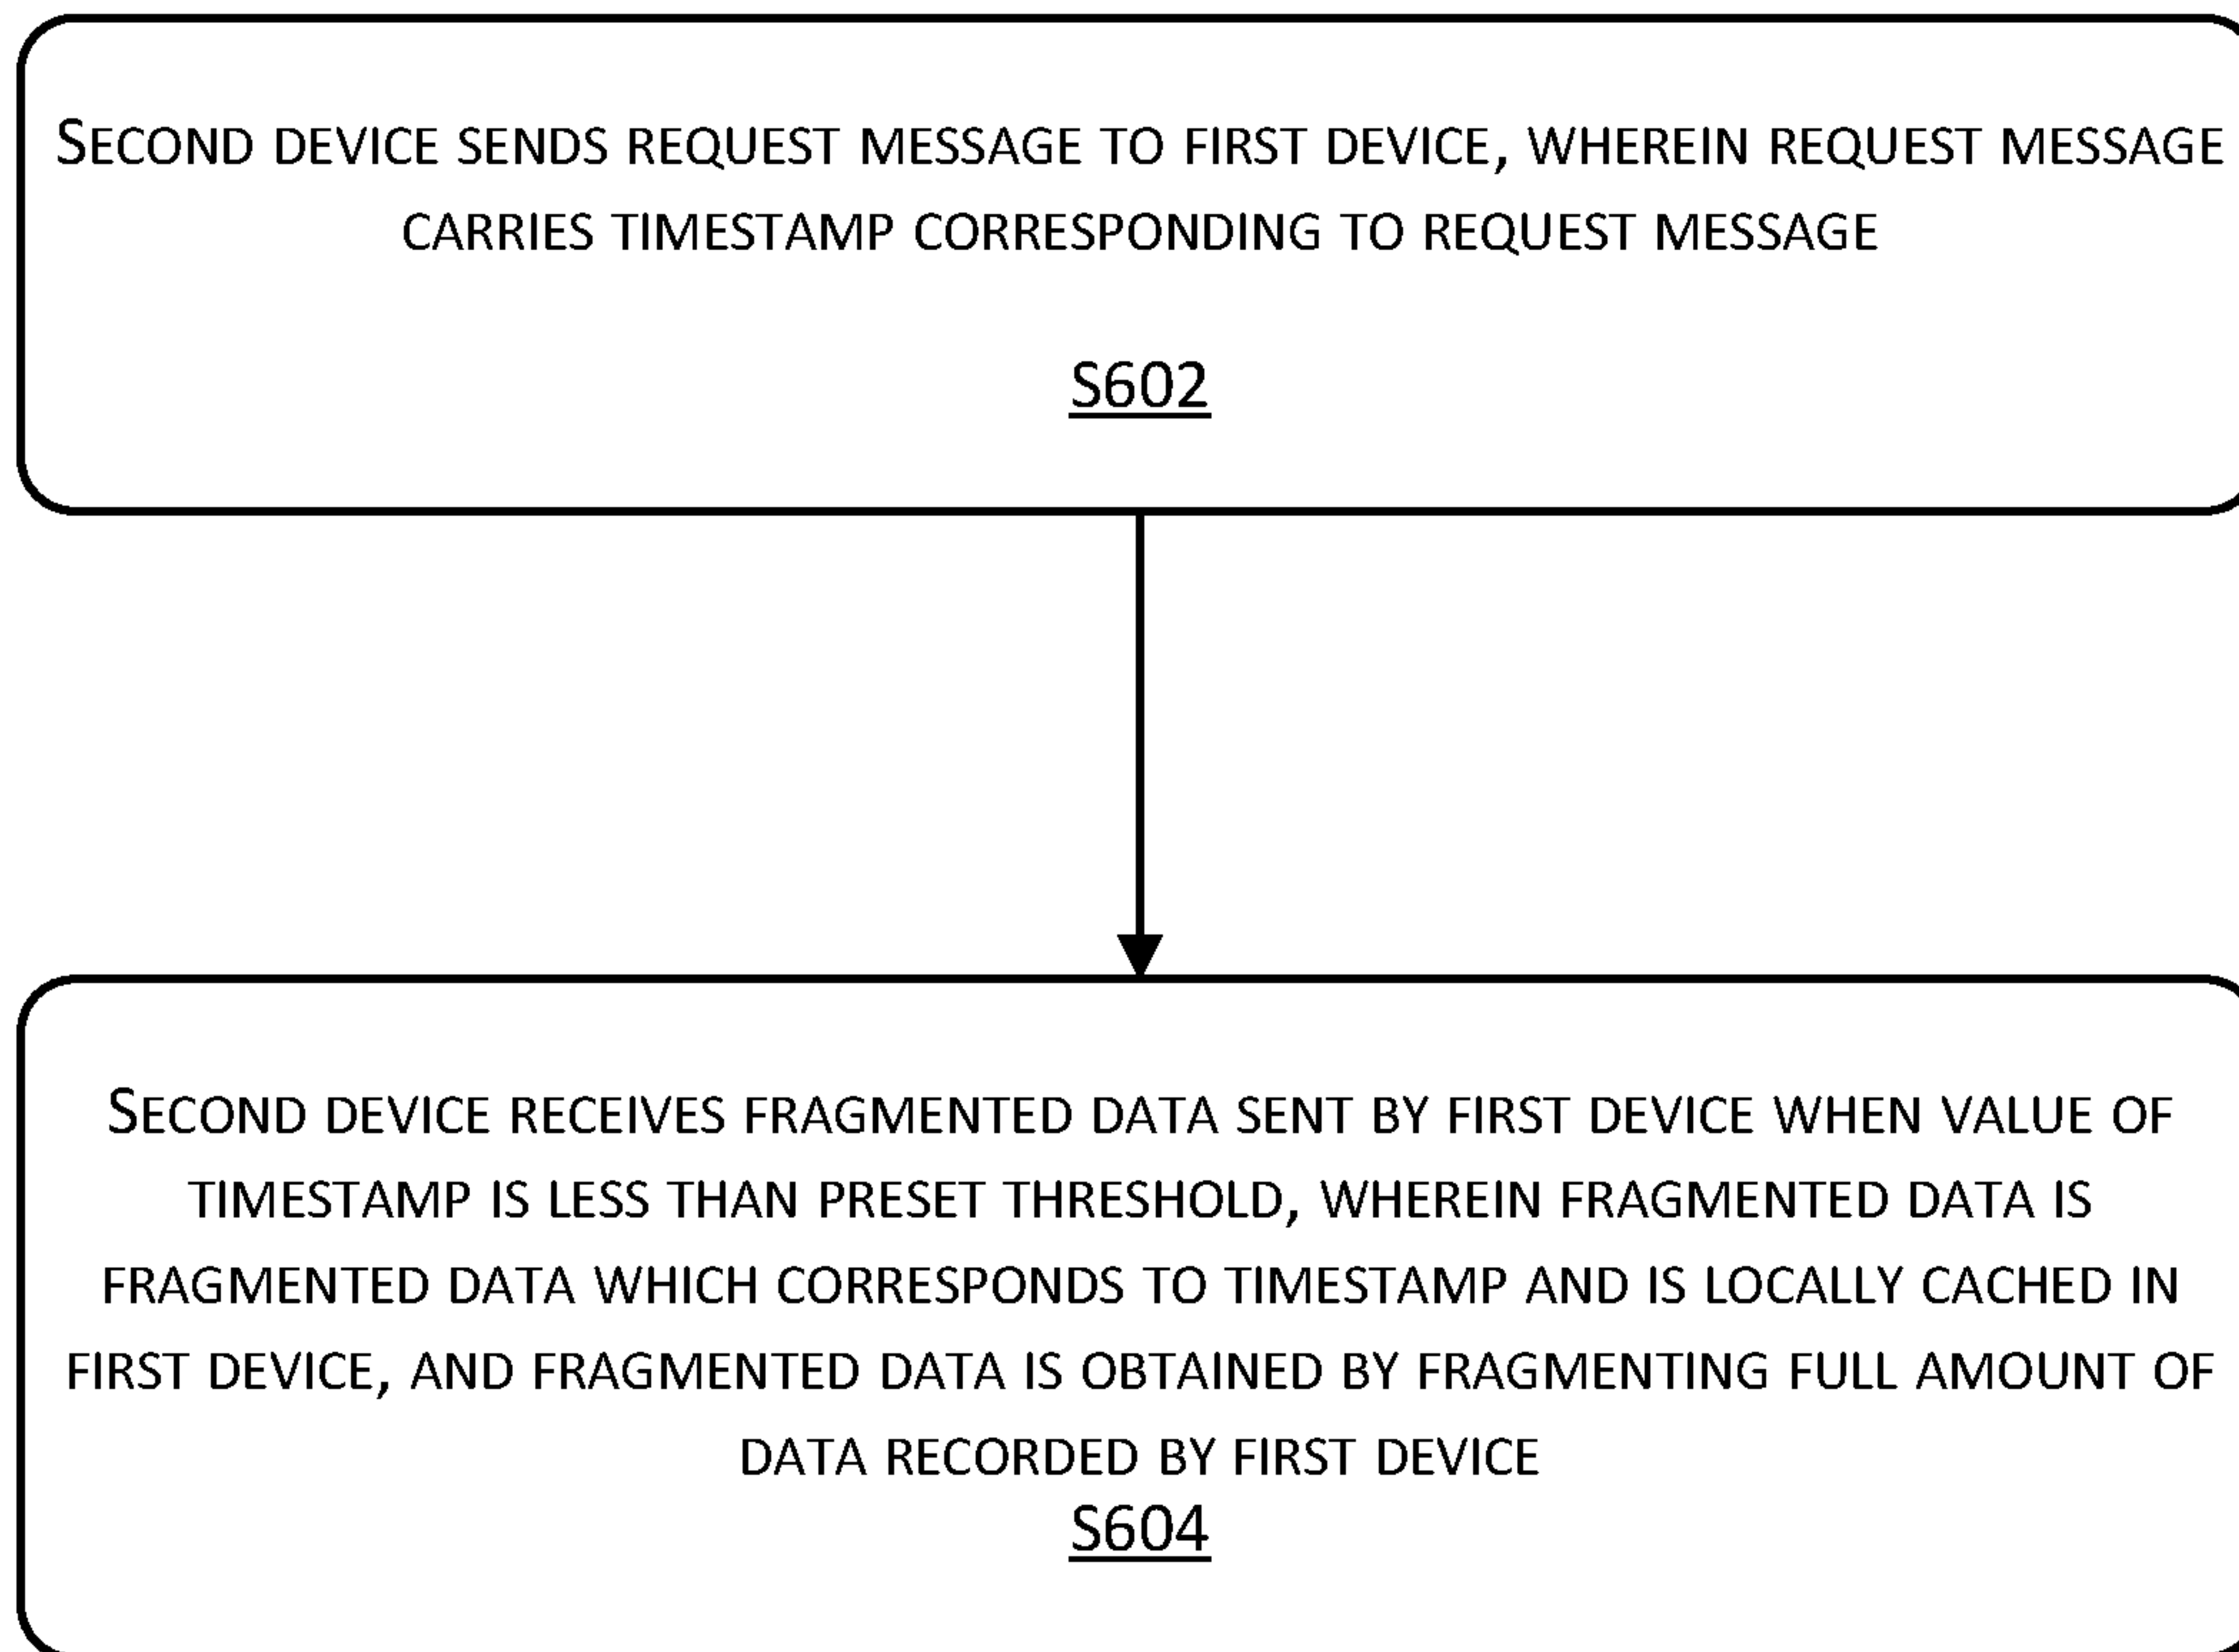 SECOND DEVICE SENDS REQUEST MESSAGE TO FIRST DEVICE, WHEREIN REQUEST MESSAGE
CARRIES TIMESTAMP CORRESPONDING TO REQUEST MESSAGE
S602
SECOND DEVICE RECEIVES FRAGMENTED DATA SENT BY FIRST DEVICE WHEN VALUE OF
TIMESTAMP IS LESS THAN PRESET THRESHOLD, WHEREIN FRAGMENTED DATA IS
FRAGMENTED DATA WHICH CORRESPONDS TO TIMESTAMP AND IS LOCALLY CACHED IN
FIRST DEVICE, AND FRAGMENTED DATA IS OBTAINED BY FRAGMENTING FULL AMOUNT OF
DATA RECORDED BY FIRST DEVICE
S604